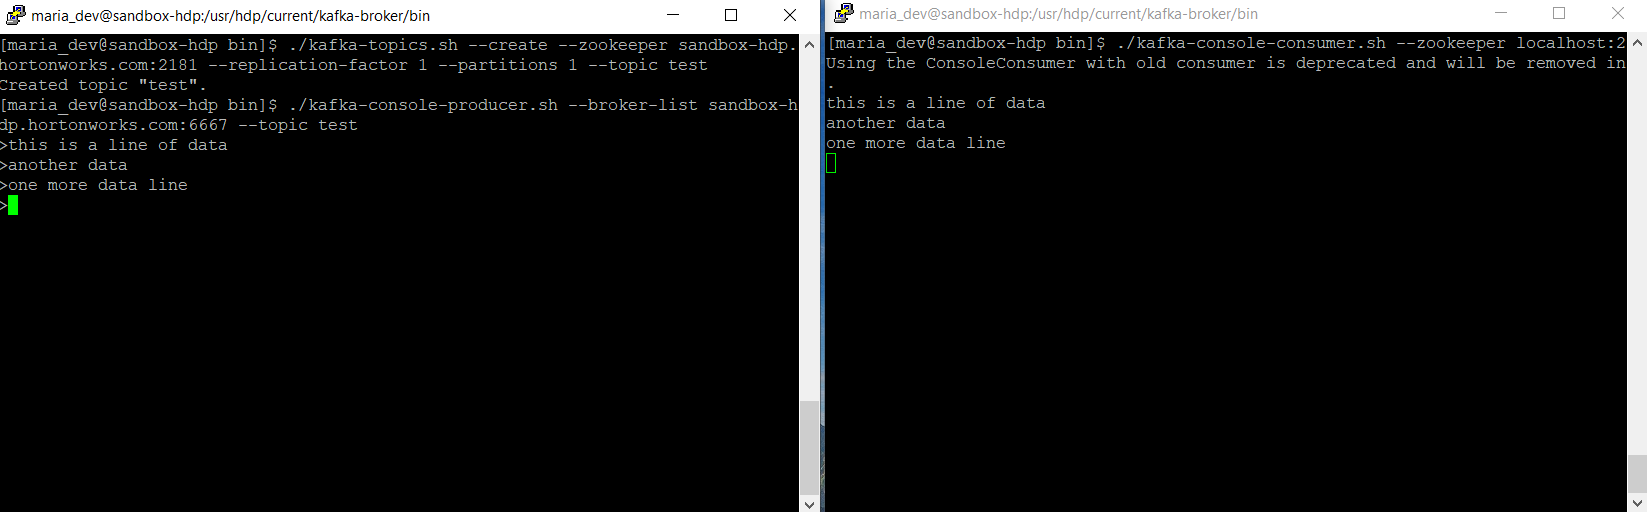 maria_dev@sandbox-hdp:/usr/hdp/current/kafka-broker/bin
[maria_dev@sandbox-hdp bin]$ ./kafka-topics.sh --create --zookeeper sandbox-hdp.
hortonworks.com:2181 --replication-factor 1 --partitions 1 --topic test
Created topic "test".
[maria_dev@sandbox-hdp bin]$ ./kafka-console-producer.sh --broker-list sandbox-h
dp.hortonworks.com:6667 --topic test
>this is a line of data
>another data
>one more data line
>
maria_dev@sandbox-hdp:/usr/hdp/current/kafka-broker/bin
[maria_dev@sandbox-hdp bin]$ ./kafka-console-consumer.sh --zookeeper localhost:2
Using the ConsoleConsumer with old consumer is deprecated and will be removed in
.
this is a line of data
another data
one more data line